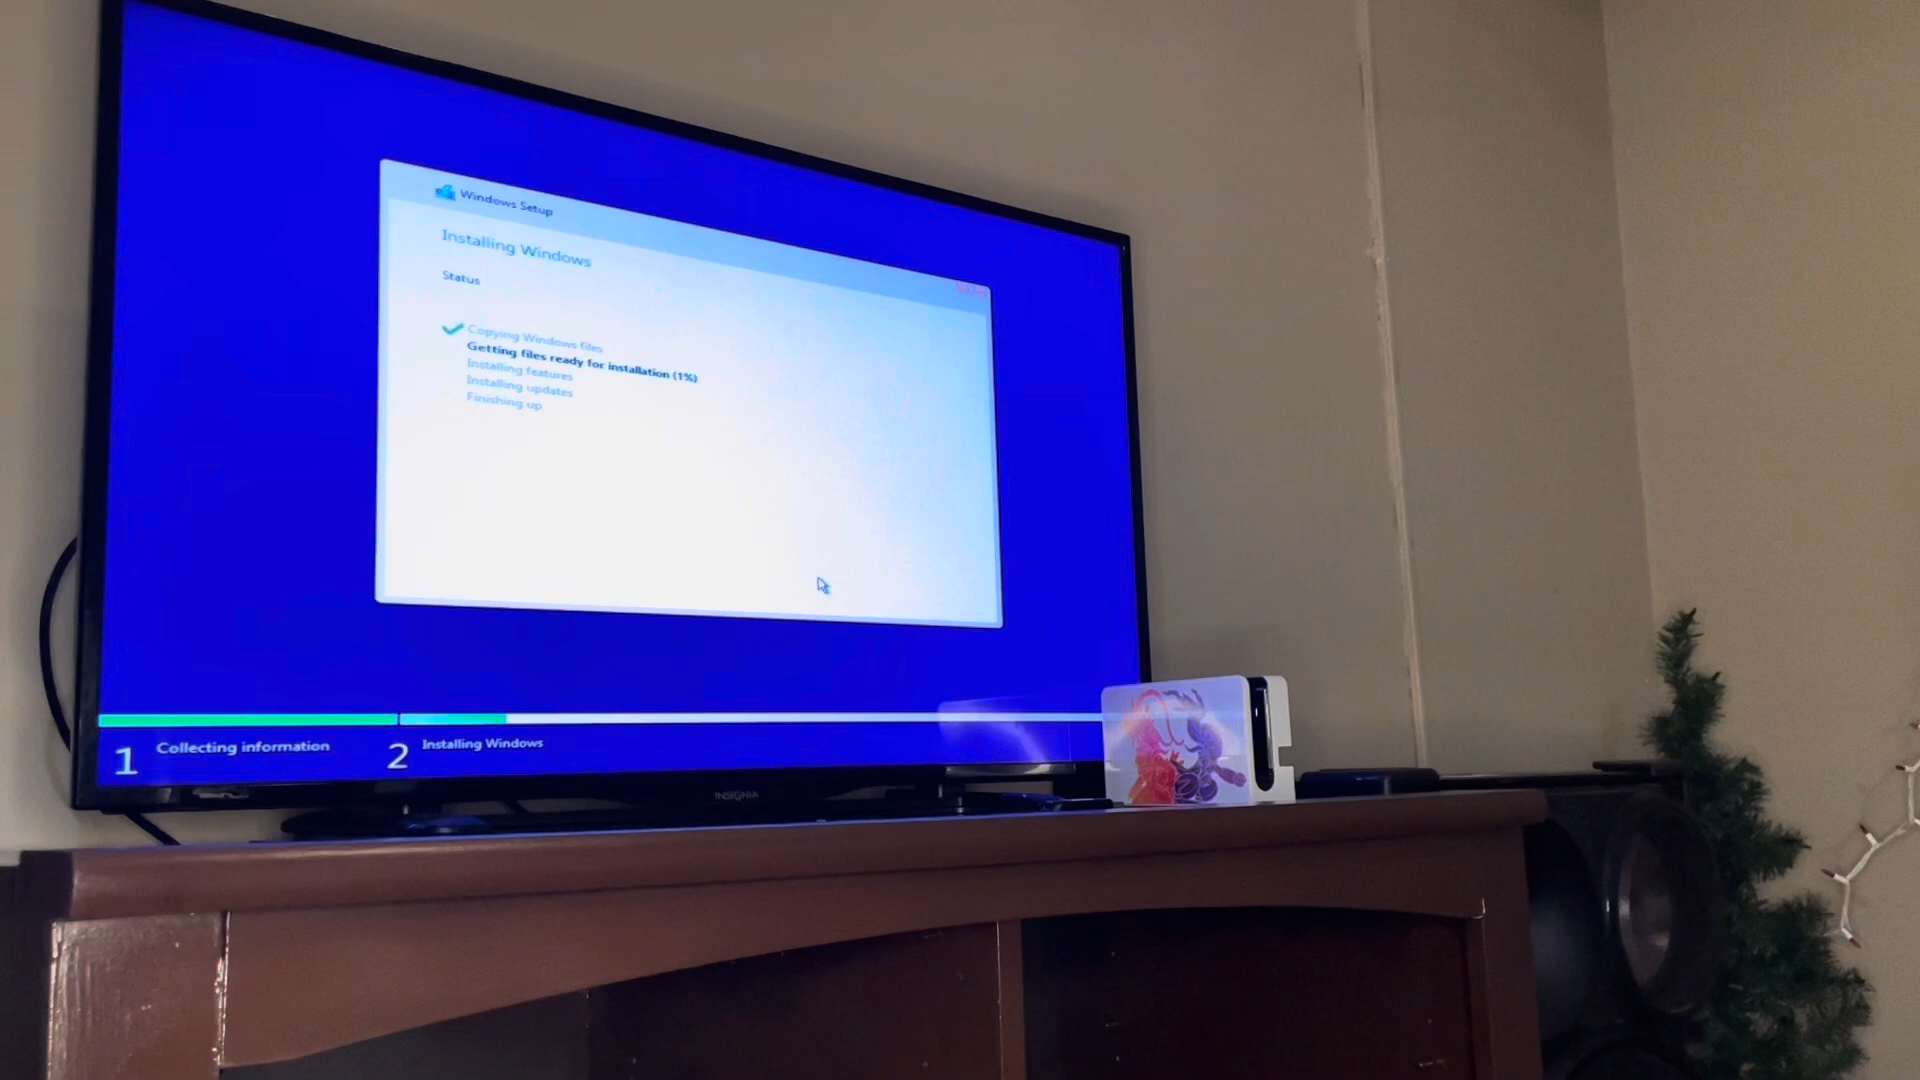 Windows Setup
Installing Windows
Status
Copying Windows files
Getting files ready for installation (1%)
Installing features
Installing updates
Finishing up
1 Collecting information
2 Installing Windows
INSIGNIA